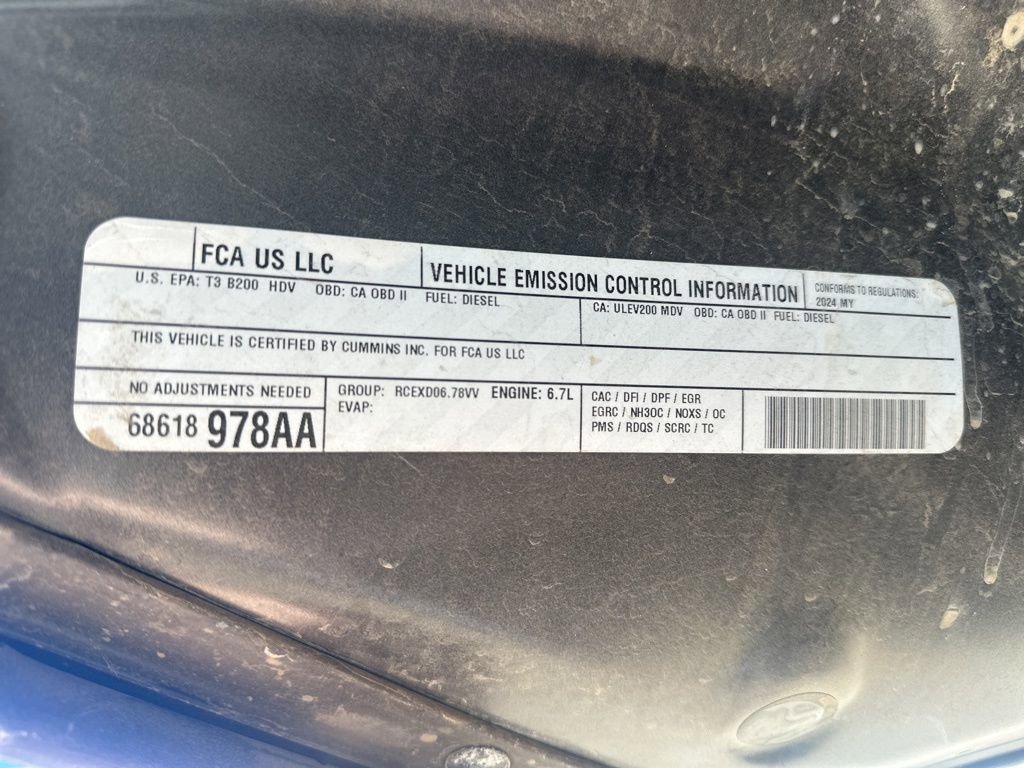 FCA US LLC
VEHICLE EMISSION CONTROL INFORMATION
CONFORMS TO REGULATIONS:
2024 MY
U.S. EPA: T3 B200 HDV OBD: CA OBD II FUEL: DIESEL
CA: ULEV200 MDV OBD: CA OBD II FUEL: DIESEL
THIS VEHICLE IS CERTIFIED BY CUMMINS INC. FOR FCA US LLC
NO ADJUSTMENTS NEEDED
68618 978AA
GROUP: RCEXD06.78VV ENGINE: 6.7L
EVAP:
CAC / DFI / DPF / EGR
EGRC / NH3OC / NOXS / OC
PMS / RDQS / SCRC / TC